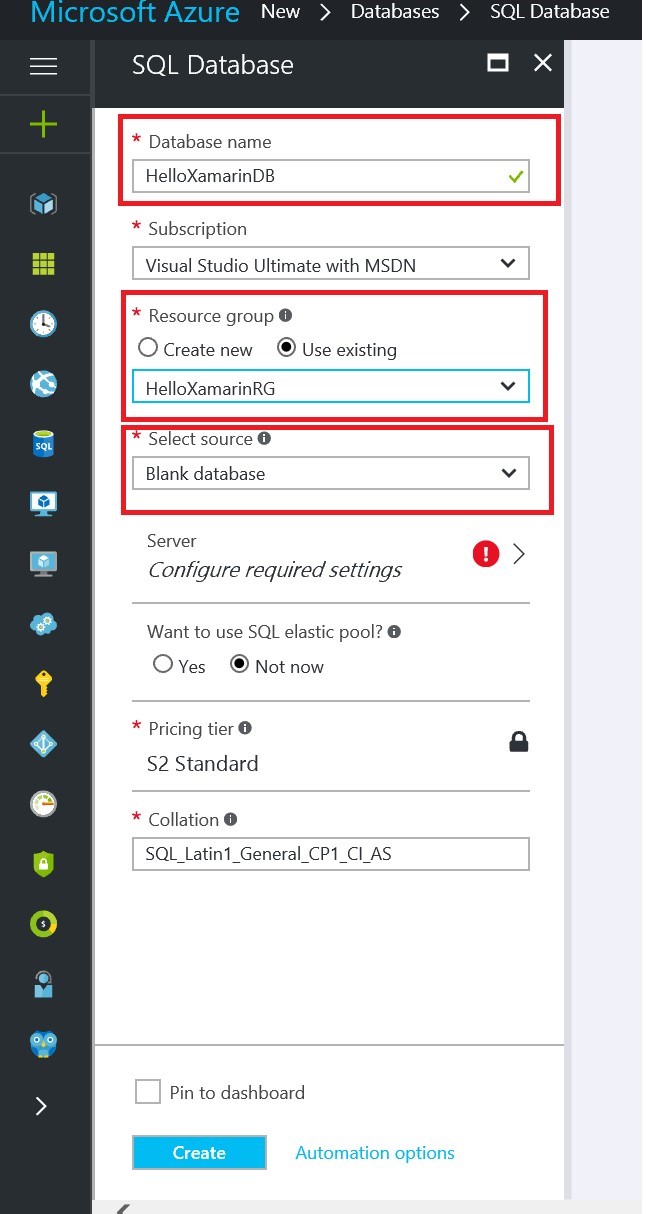 Microsoft Azure New > Databases > SQL Database
SQL Database
* Database name
HelloXamarinDB
* Subscription
Visual Studio Ultimate with MSDN
* Resource group
Create new Use existing
HelloXamarinRG
* Select source
Blank database
SQL
Server
Configure required settings
Want to use SQL elastic pool?
Yes Not now
* Pricing tier
S2 Standard
* Collation
SQL_Latin1_General_CP1_CI_AS
Pin to dashboard
Create Automation options